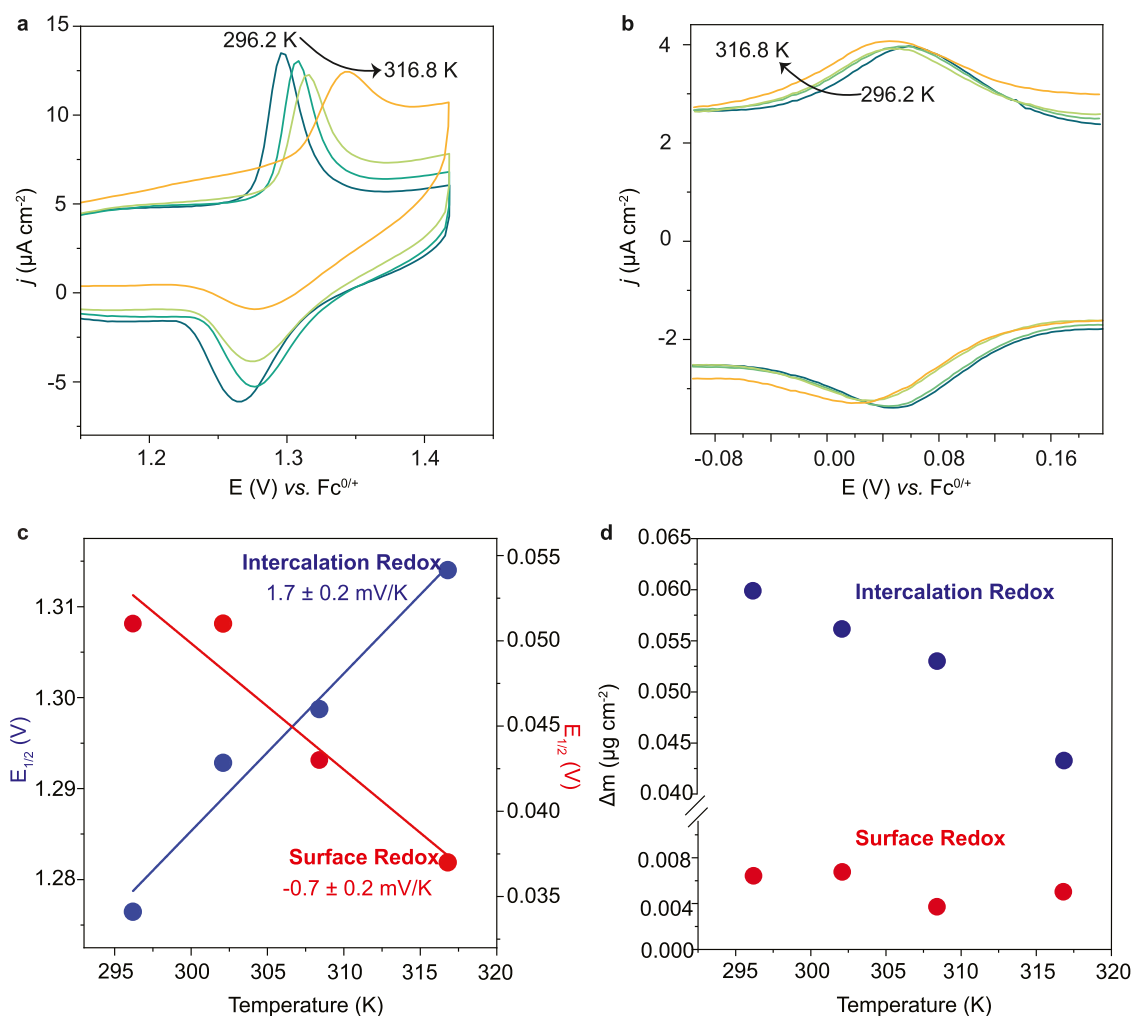 a
15
10
5
0
-5
296.2 K
316.8 K
j (µA cm-2)
1.2
1.3
1.4
E (V) vs. Fc0/+
b
4
2
0
-2
316.8 K
296.2 K
j (µA cm-2)
-0.08
0.00
0.08
0.16
E (V) vs. Fc0/+
c
1.31
1.30
1.29
1.28
E1/2 (V)
Intercalation Redox
1.7 ± 0.2 mV/K
Surface Redox
-0.7 ± 0.2 mV/K
0.055
0.050
0.045
0.040
0.035
E1/2 (V)
295
300
305
310
315
320
Temperature (K)
d
0.065
0.060
0.055
0.050
0.045
0.040
0.008
0.004
0.000
Δm (µg cm-2)
Intercalation Redox
Surface Redox
295
300
305
310
315
320
Temperature (K)